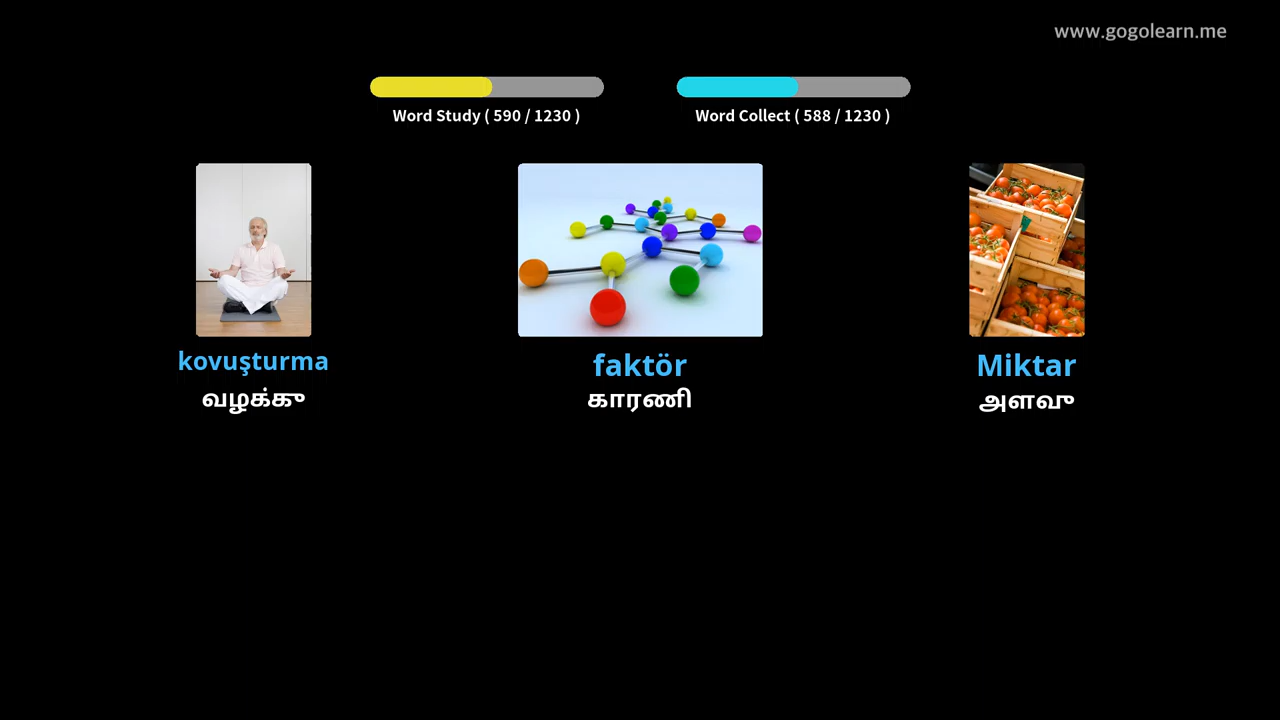 www.gogolearn.me
Word Study ( 590 / 1230 )
Word Collect ( 588 / 1230 )
kovuşturma
வழக்கு
faktör
காரணி
Miktar
அளவு